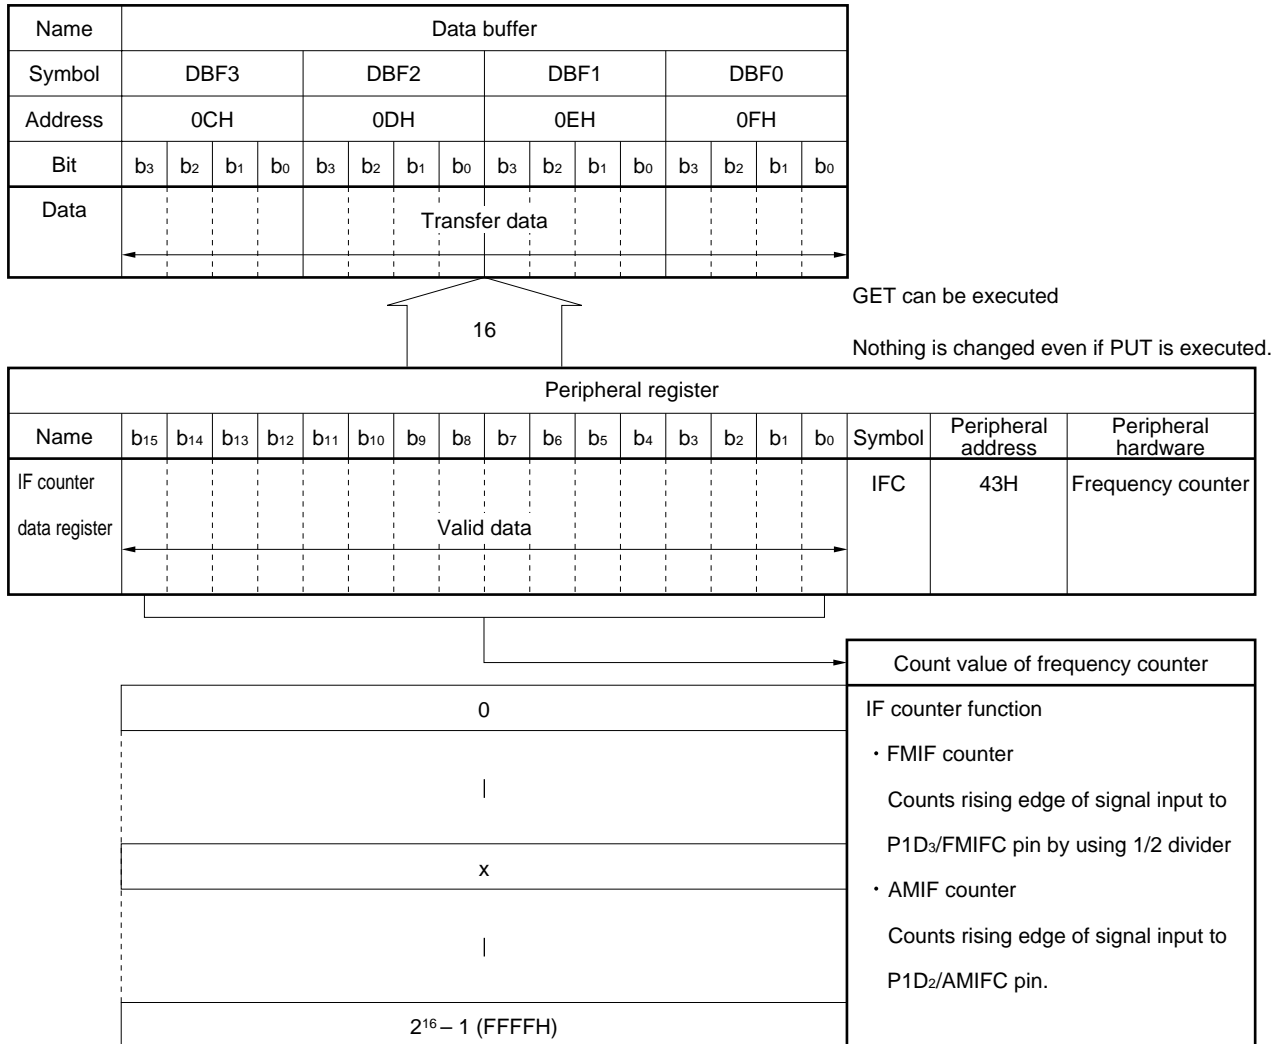 Name Data buffer
Symbol DBF3 DBF2 DBF1 DBF0
Address 0CH 0DH 0EH 0FH
Bit b3 b2 b1 b0 b3 b2 b1 b0 b3 b2 b1 b0 b3 b2 b1 b0
Data
Transfer data
GET can be executed
16
Nothing is changed even if PUT is executed.
Peripheral register
Name b15 b14 b13 b12 b11 b10 b9 b8 b7 b6 b5 b4 b3 b2 b1 b0 Symbol Peripheral address Peripheral hardware
IF counter IFC 43H Frequency counter
data register Valid data
Count value of frequency counter
0
IF counter function
・FMIF counter
Counts rising edge of signal input to
P1D3/FMIFC pin by using 1/2 divider
x
・AMIF counter
Counts rising edge of signal input to
P1D2/AMIFC pin.
2¹⁶ – 1 (FFFFH)